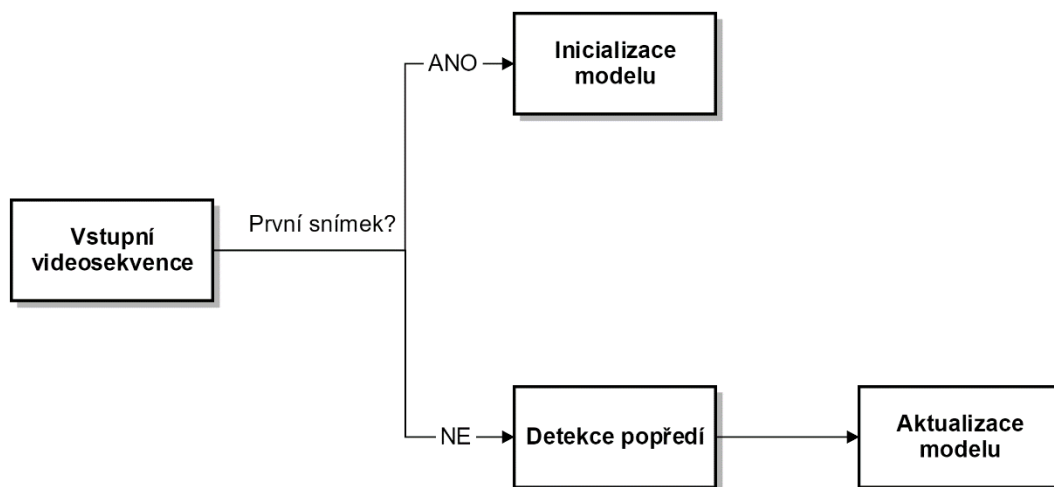 ANO
Inicializace
modelu
První snímek?
Vstupní
videosekvence
NE
Detekce popředí
Aktualizace
modelu